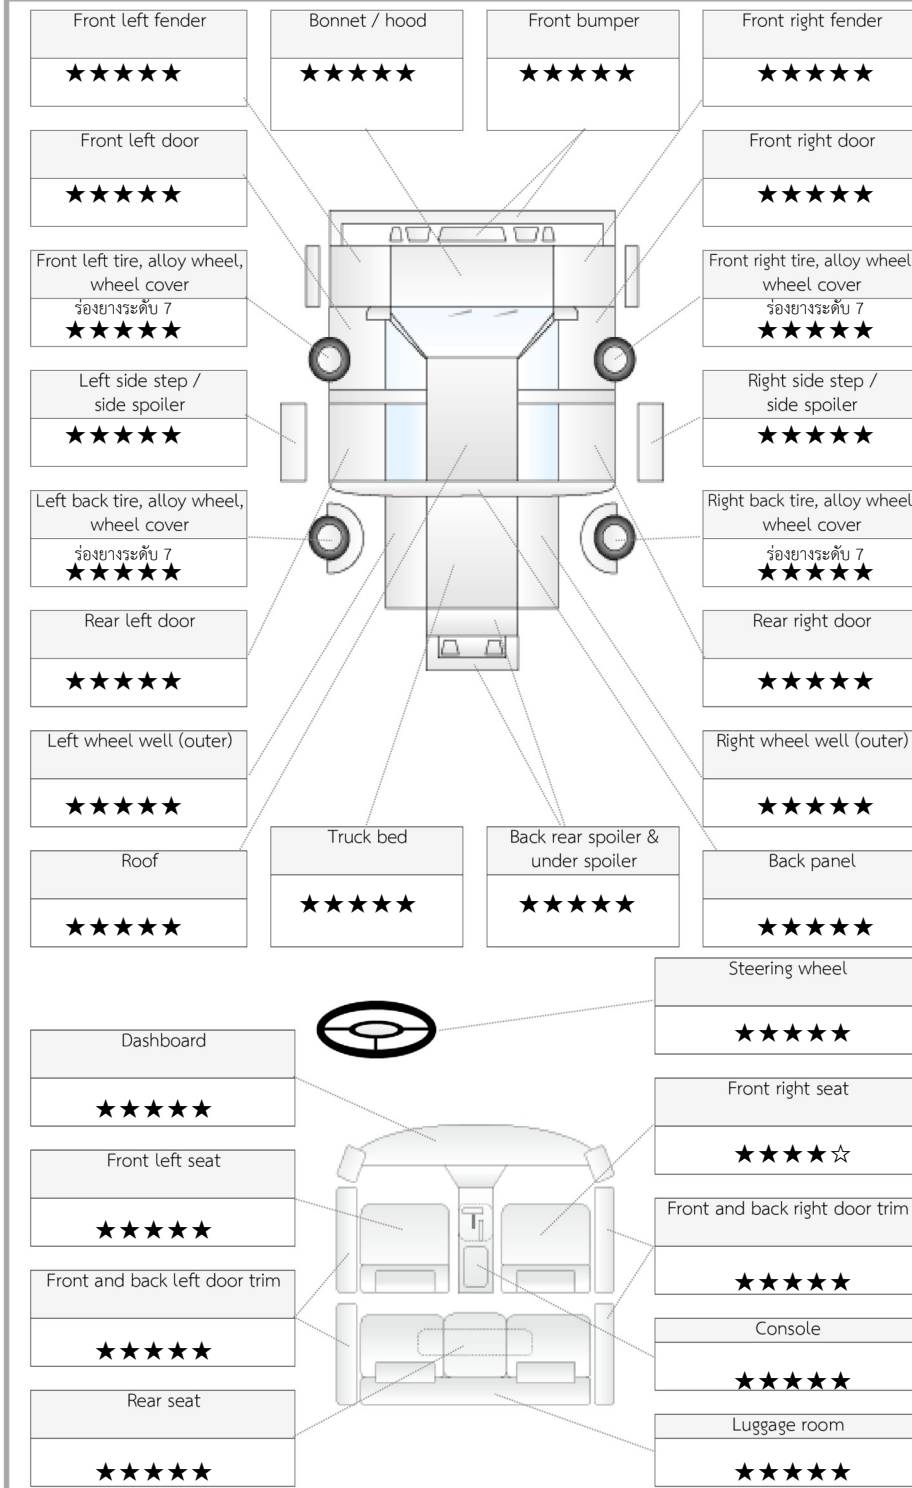 Front left fender
★★★★★
Bonnet / hood
★★★★★
Front bumper
★★★★★
Front right fender
★★★★★
Front left door
★★★★★
Front right door
★★★★★
Front left tire, alloy wheel,
wheel cover
ร่องยางระดับ 7
★★★★★
Front right tire, alloy wheel
wheel cover
ร่องยางระดับ 7
★★★★★
Left side step /
side spoiler
★★★★★
Right side step /
side spoiler
★★★★★
Left back tire, alloy wheel,
wheel cover
ร่องยางระดับ 7
★★★★★
Right back tire, alloy wheel
wheel cover
ร่องยางระดับ 7
★★★★★
Rear left door
★★★★★
Rear right door
★★★★★
Left wheel well (outer)
★★★★★
Right wheel well (outer)
★★★★★
Roof
★★★★★
Truck bed
★★★★★
Back rear spoiler &
under spoiler
★★★★★
Back panel
★★★★★
Steering wheel
★★★★★
Dashboard
★★★★★
Front right seat
★★★★☆
Front left seat
★★★★★
Front and back right door trim
★★★★★
Front and back left door trim
★★★★★
Console
★★★★★
Rear seat
★★★★★
Luggage room
★★★★★